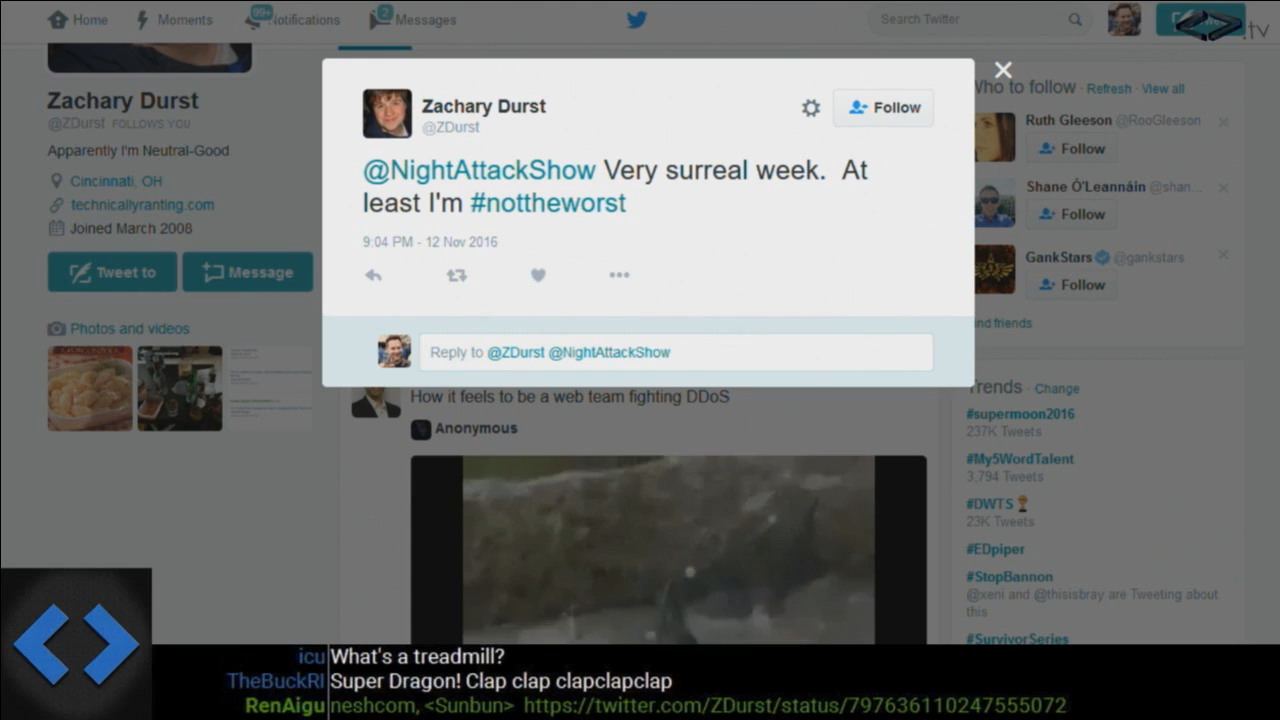 Home
Moments
99+
Notifications
2
Messages
Search Twitter
.tv
Zachary Durst
@ZDurst FOLLOWS YOU
Apparently I'm Neutral-Good
Cincinnati, OH
technicallyranting.com
Joined March 2008
Tweet to
Message
Photos and videos
Zachary Durst
@ZDurst
Follow
@NightAttackShow Very surreal week. At
least I'm #nottheworst
9:04 PM - 12 Nov 2016
Reply to @ZDurst @NightAttackShow
How it feels to be a web team fighting DDoS
Anonymous
Who to follow · Refresh · View all
Ruth Gleeson @RooGleeson
Follow
Shane Ó'Leannáin @shan...
Follow
GankStars @gankstars
Follow
friends
Trends · Change
#supermoon2016
237K Tweets
#My5WordTalent
3,794 Tweets
#DWTS
23K Tweets
#EDpiper
#StopBannon
@xeni and @thisisbray are Tweeting about
this
#SurvivorSeries
icu What's a treadmill?
TheBuckRI Super Dragon! Clap clap clapclapclap
RenAigu neshcom, <Sunbun> https://twitter.com/ZDurst/status/797636110247555072